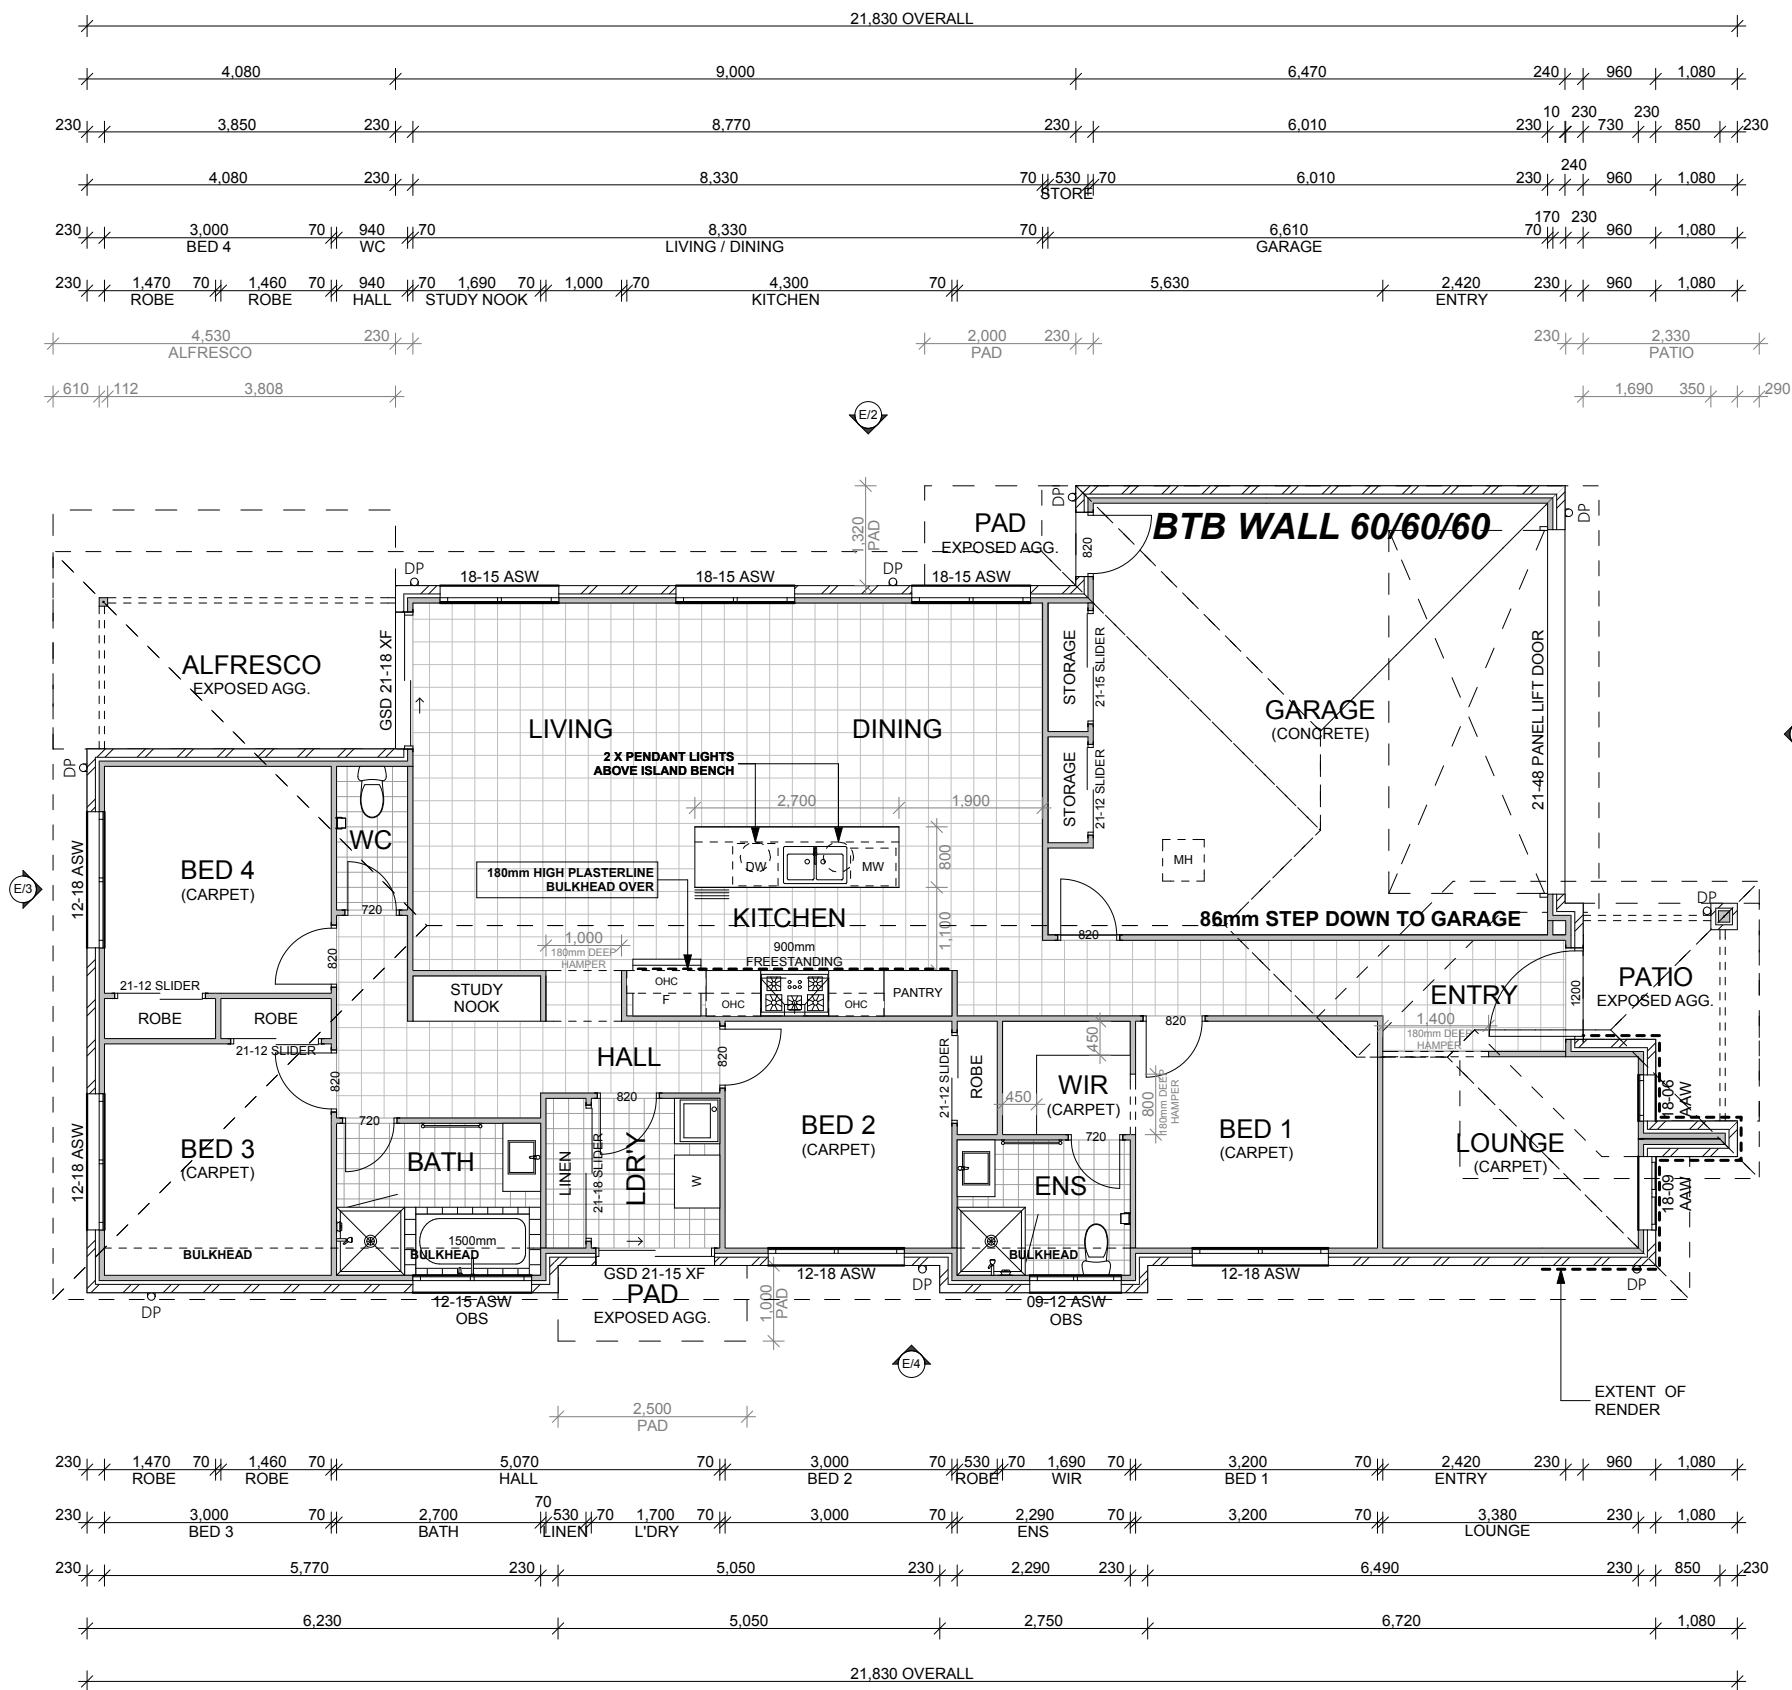 21,830 OVERALL
4,080 9,000 6,470 240 960 1,080
230 3,850 230 8,770 230 6,010 230 10 230 730 230 850 230
4,080 230 8,330 70 530 70 6,010 230 240 960 1,080
STORE
230 3,000 70 940 70 8,330 70 6,610 70 170 230 960 1,080
BED 4 WC LIVING / DINING GARAGE
230 1,470 70 1,460 70 940 70 1,690 70 1,000 70 4,300 70 5,630 2,420 230 960 1,080
ROBE ROBE HALL STUDY NOOK KITCHEN ENTRY
4,530 230 2,000 230 230 2,330
ALFRESCO PAD PATIO
610 112 3,808 1,690 350 290
E/2
1,320
PAD
PAD
EXPOSED AGG.
DP
820
BTB WALL 60/60/60
DP
DP
18-15 ASW
18-15 ASW
DP
18-15 ASW
ALFRESCO
EXPOSED AGG.
GSD 21-18 XF
LIVING
DINING
2 X PENDANT LIGHTS
ABOVE ISLAND BENCH
STORAGE
21-15 SLIDER
STORAGE
21-12 SLIDER
GARAGE
(CONCRETE)
21-48 PANEL LIFT DOOR
DP
2,700 1,900
DW
MW
800
MH
WC
720
BED 4
(CARPET)
12-18 ASW
E/3
180mm HIGH PLASTERLINE
BULKHEAD OVER
KITCHEN
1,100
86mm STEP DOWN TO GARAGE
DP
820
820
1,000
180mm DEEP
HAMPER
900mm
FREESTANDING
OHC
F
OHC
OHC
PANTRY
STUDY
NOOK
21-12 SLIDER
ROBE
ROBE
21-12 SLIDER
ENTRY
1200
PATIO
EXPOSED AGG.
1,400
180mm DEEP
HAMPER
820
HALL
820
820
820
720
21-12 SLIDER
ROBE
450
450
WIR
(CARPET)
800
180mm DEEP
HAMPER
720
18-06
AAW
BED 3
(CARPET)
12-18 ASW
BATH
LINEN
21-18 SLIDER
LDR'Y
W
BED 2
(CARPET)
ENS
BED 1
(CARPET)
LOUNGE
(CARPET)
18-09
AAW
BULKHEAD
1500mm
BULKHEAD
BULKHEAD
DP
12-15 ASW
OBS
GSD 21-15 XF
PAD
EXPOSED AGG.
1,000
PAD
12-18 ASW
DP
09-12 ASW
OBS
12-18 ASW
DP
E/4
EXTENT OF
RENDER
2,500
PAD
230 1,470 70 1,460 70 5,070 70 3,000 70 530 70 1,690 70 3,200 70 2,420 230 960 1,080
ROBE ROBE HALL BED 2 ROBE WIR BED 1 ENTRY
230 3,000 70 2,700 70 530 70 1,700 70 3,000 70 2,290 70 3,200 70 3,380 230 1,080
BED 3 BATH LINEN L'DRY ENS LOUNGE
230 5,770 230 5,050 230 2,290 230 6,490 230 850 230
6,230 5,050 2,750 6,720 1,080
21,830 OVERALL